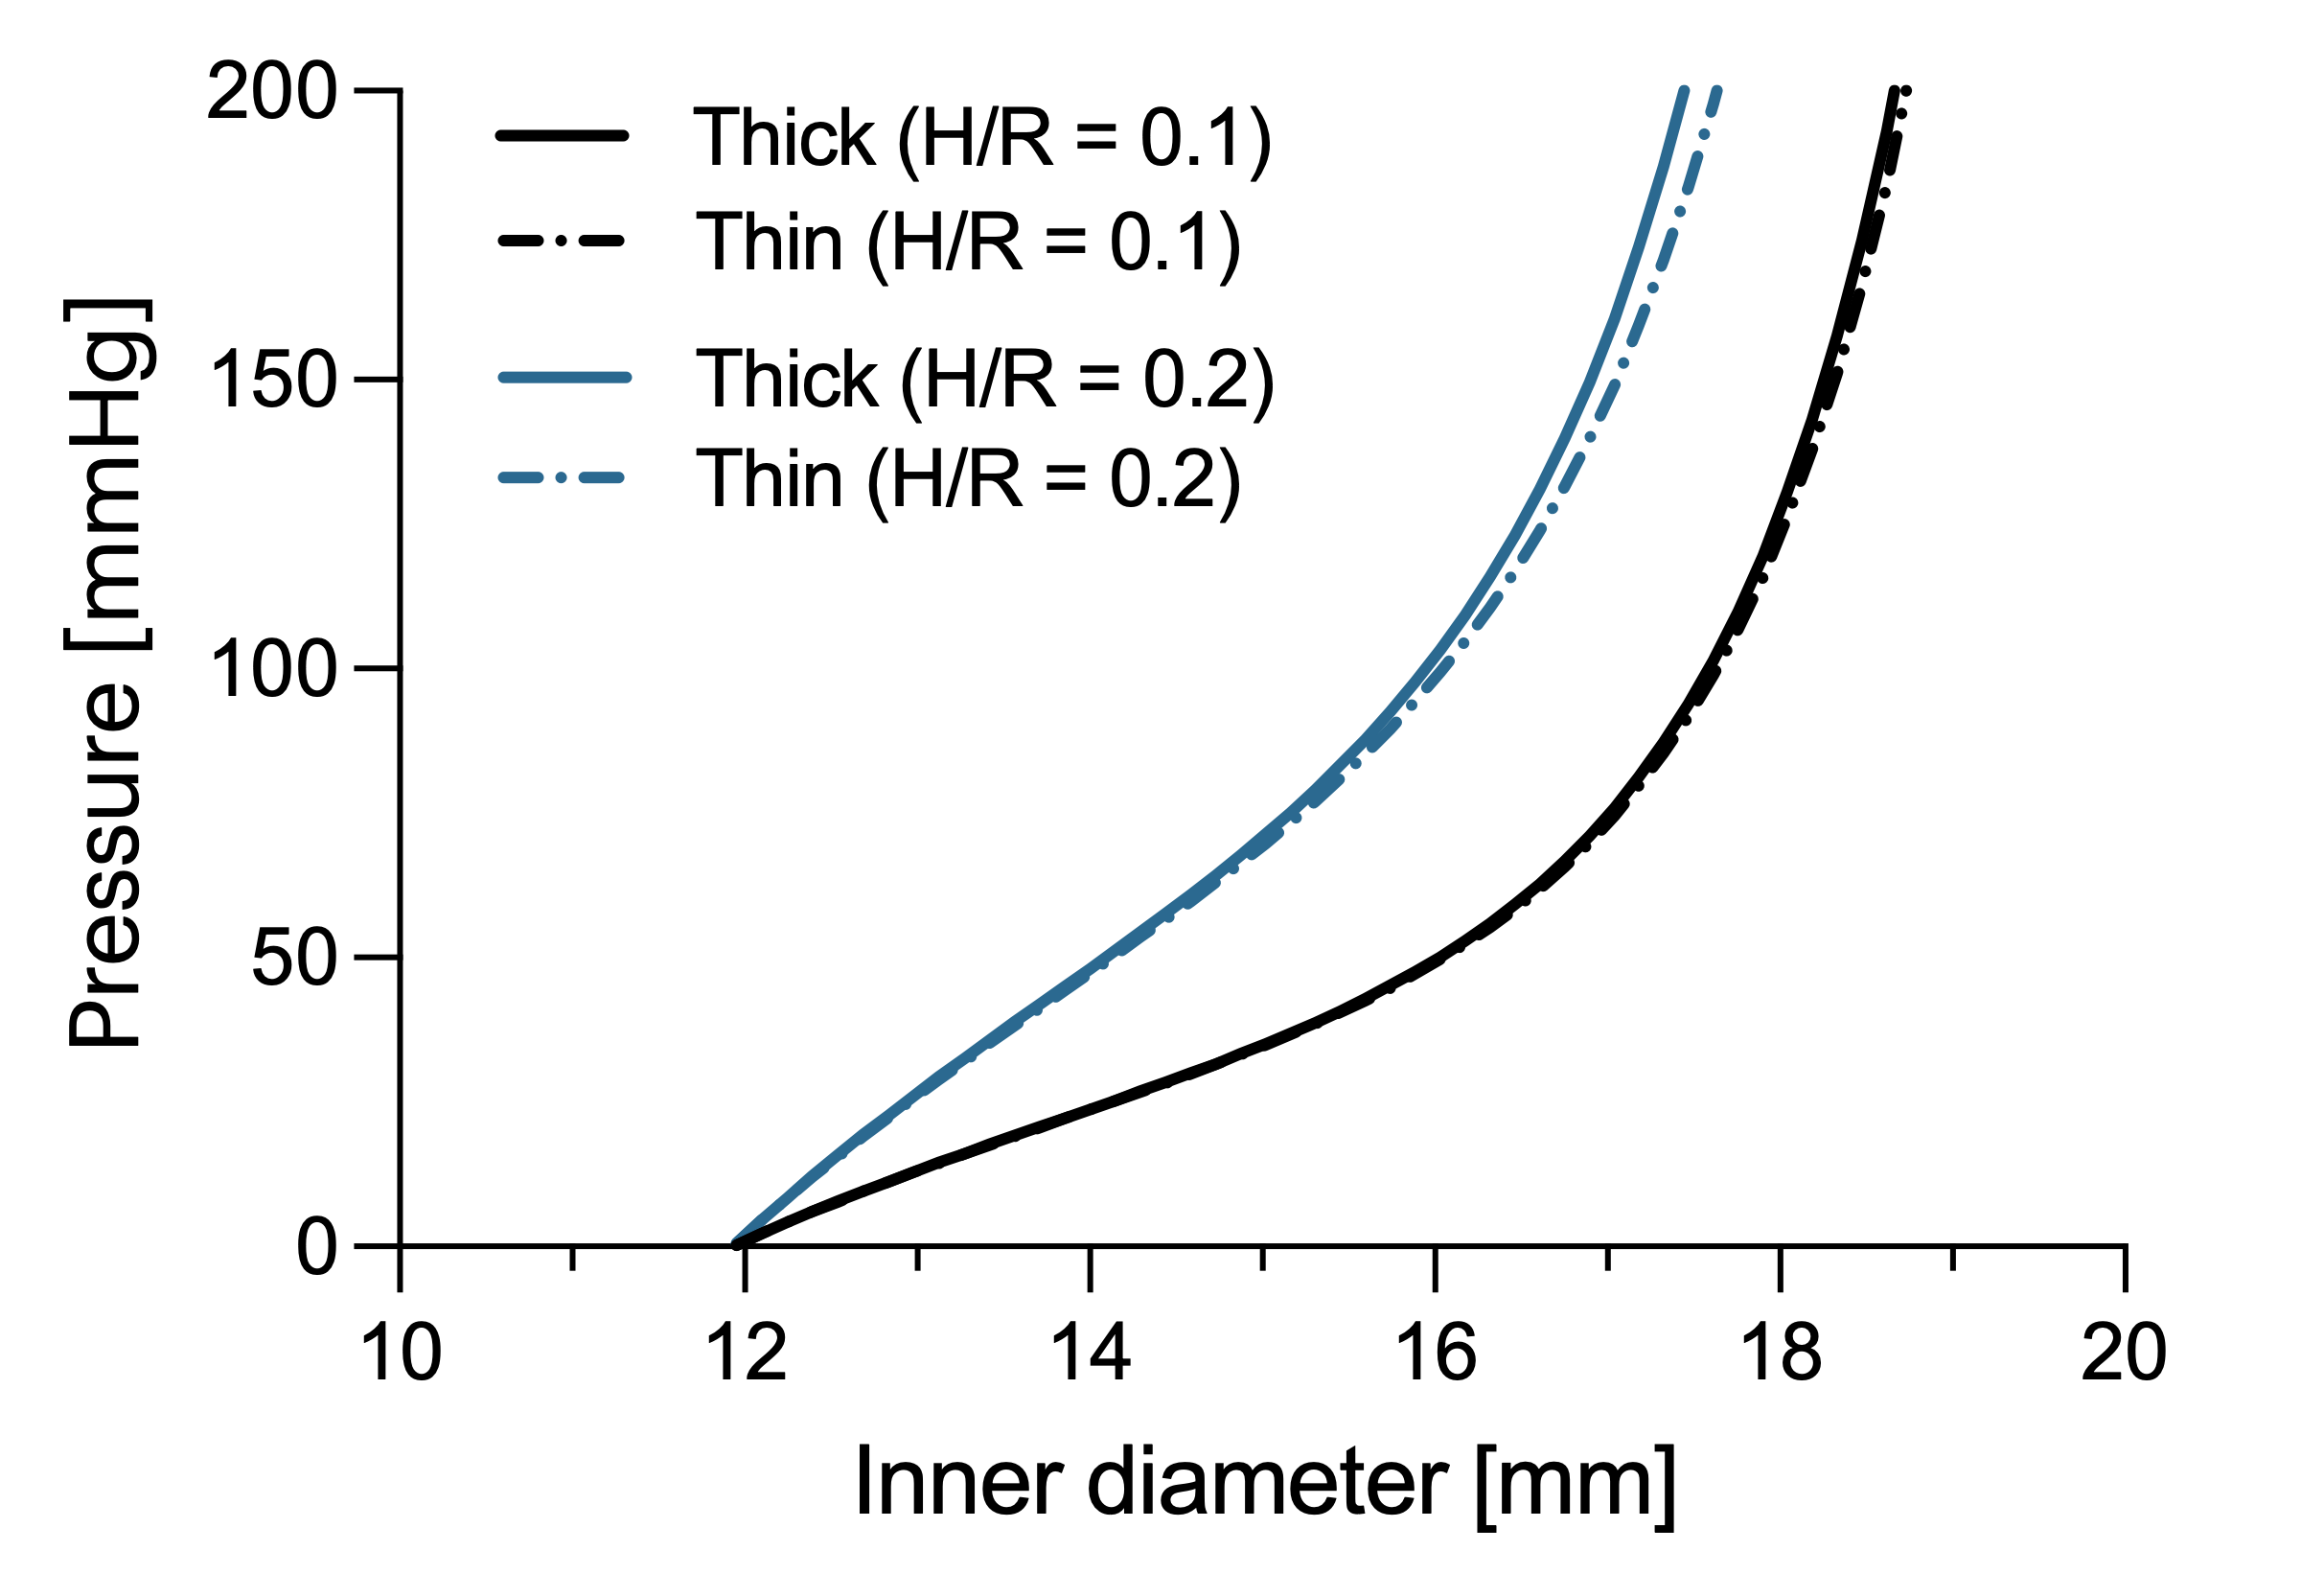 200
150
100
50
0
Pressure [mmHg]
Thick (H/R = 0.1)
Thin (H/R = 0.1)
Thick (H/R = 0.2)
Thin (H/R = 0.2)
10 12 14 16 18 20
Inner diameter [mm]